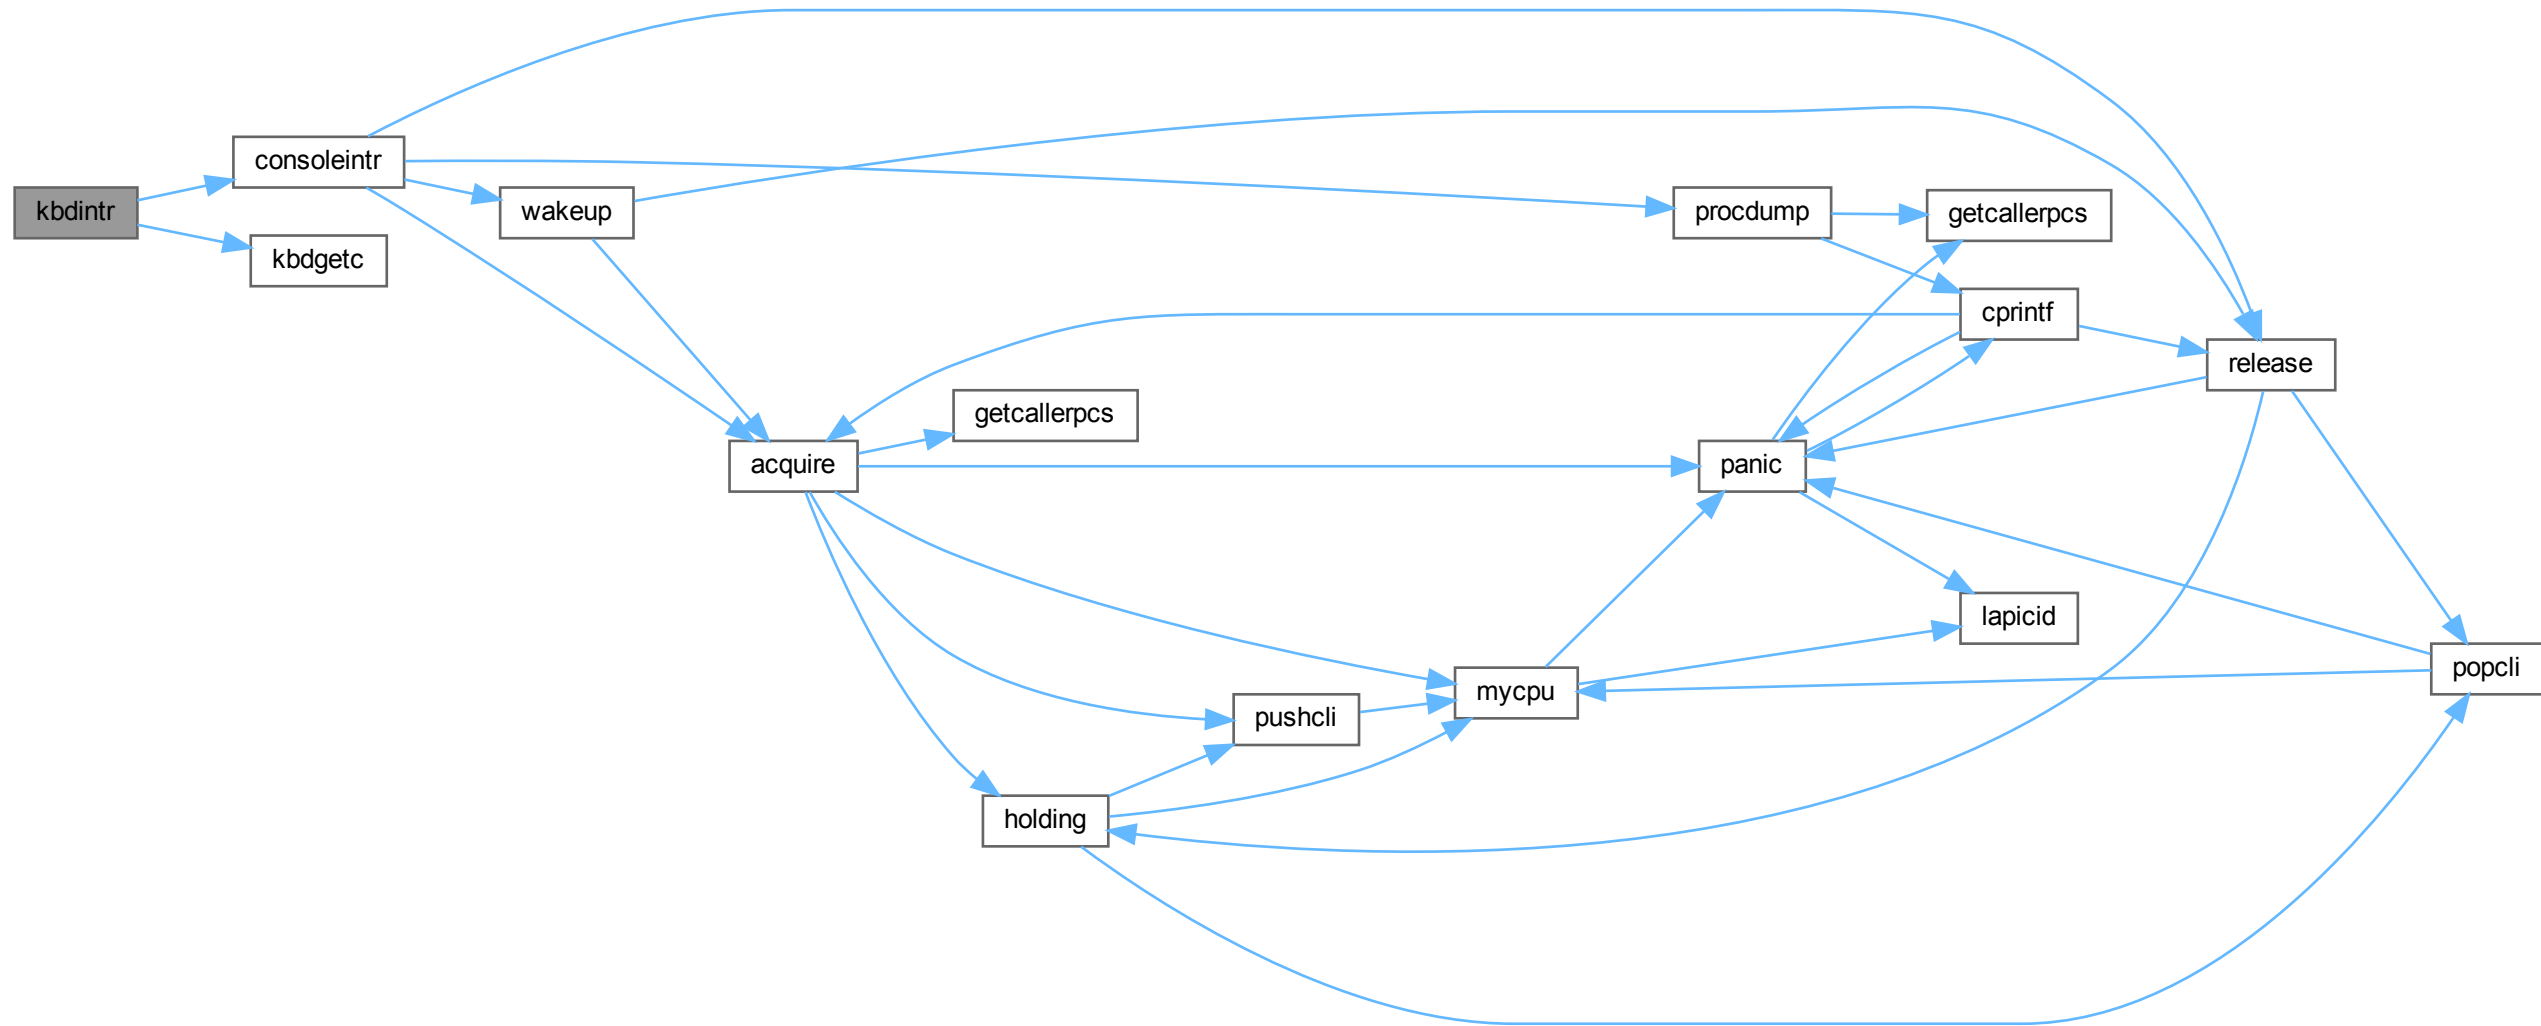 consoleintr
kbdintr
wakeup
procdump
getcallerpcs
kbdgetc
cprintf
release
getcallerpcs
acquire
panic
lapicid
popcli
mycpu
pushcli
holding